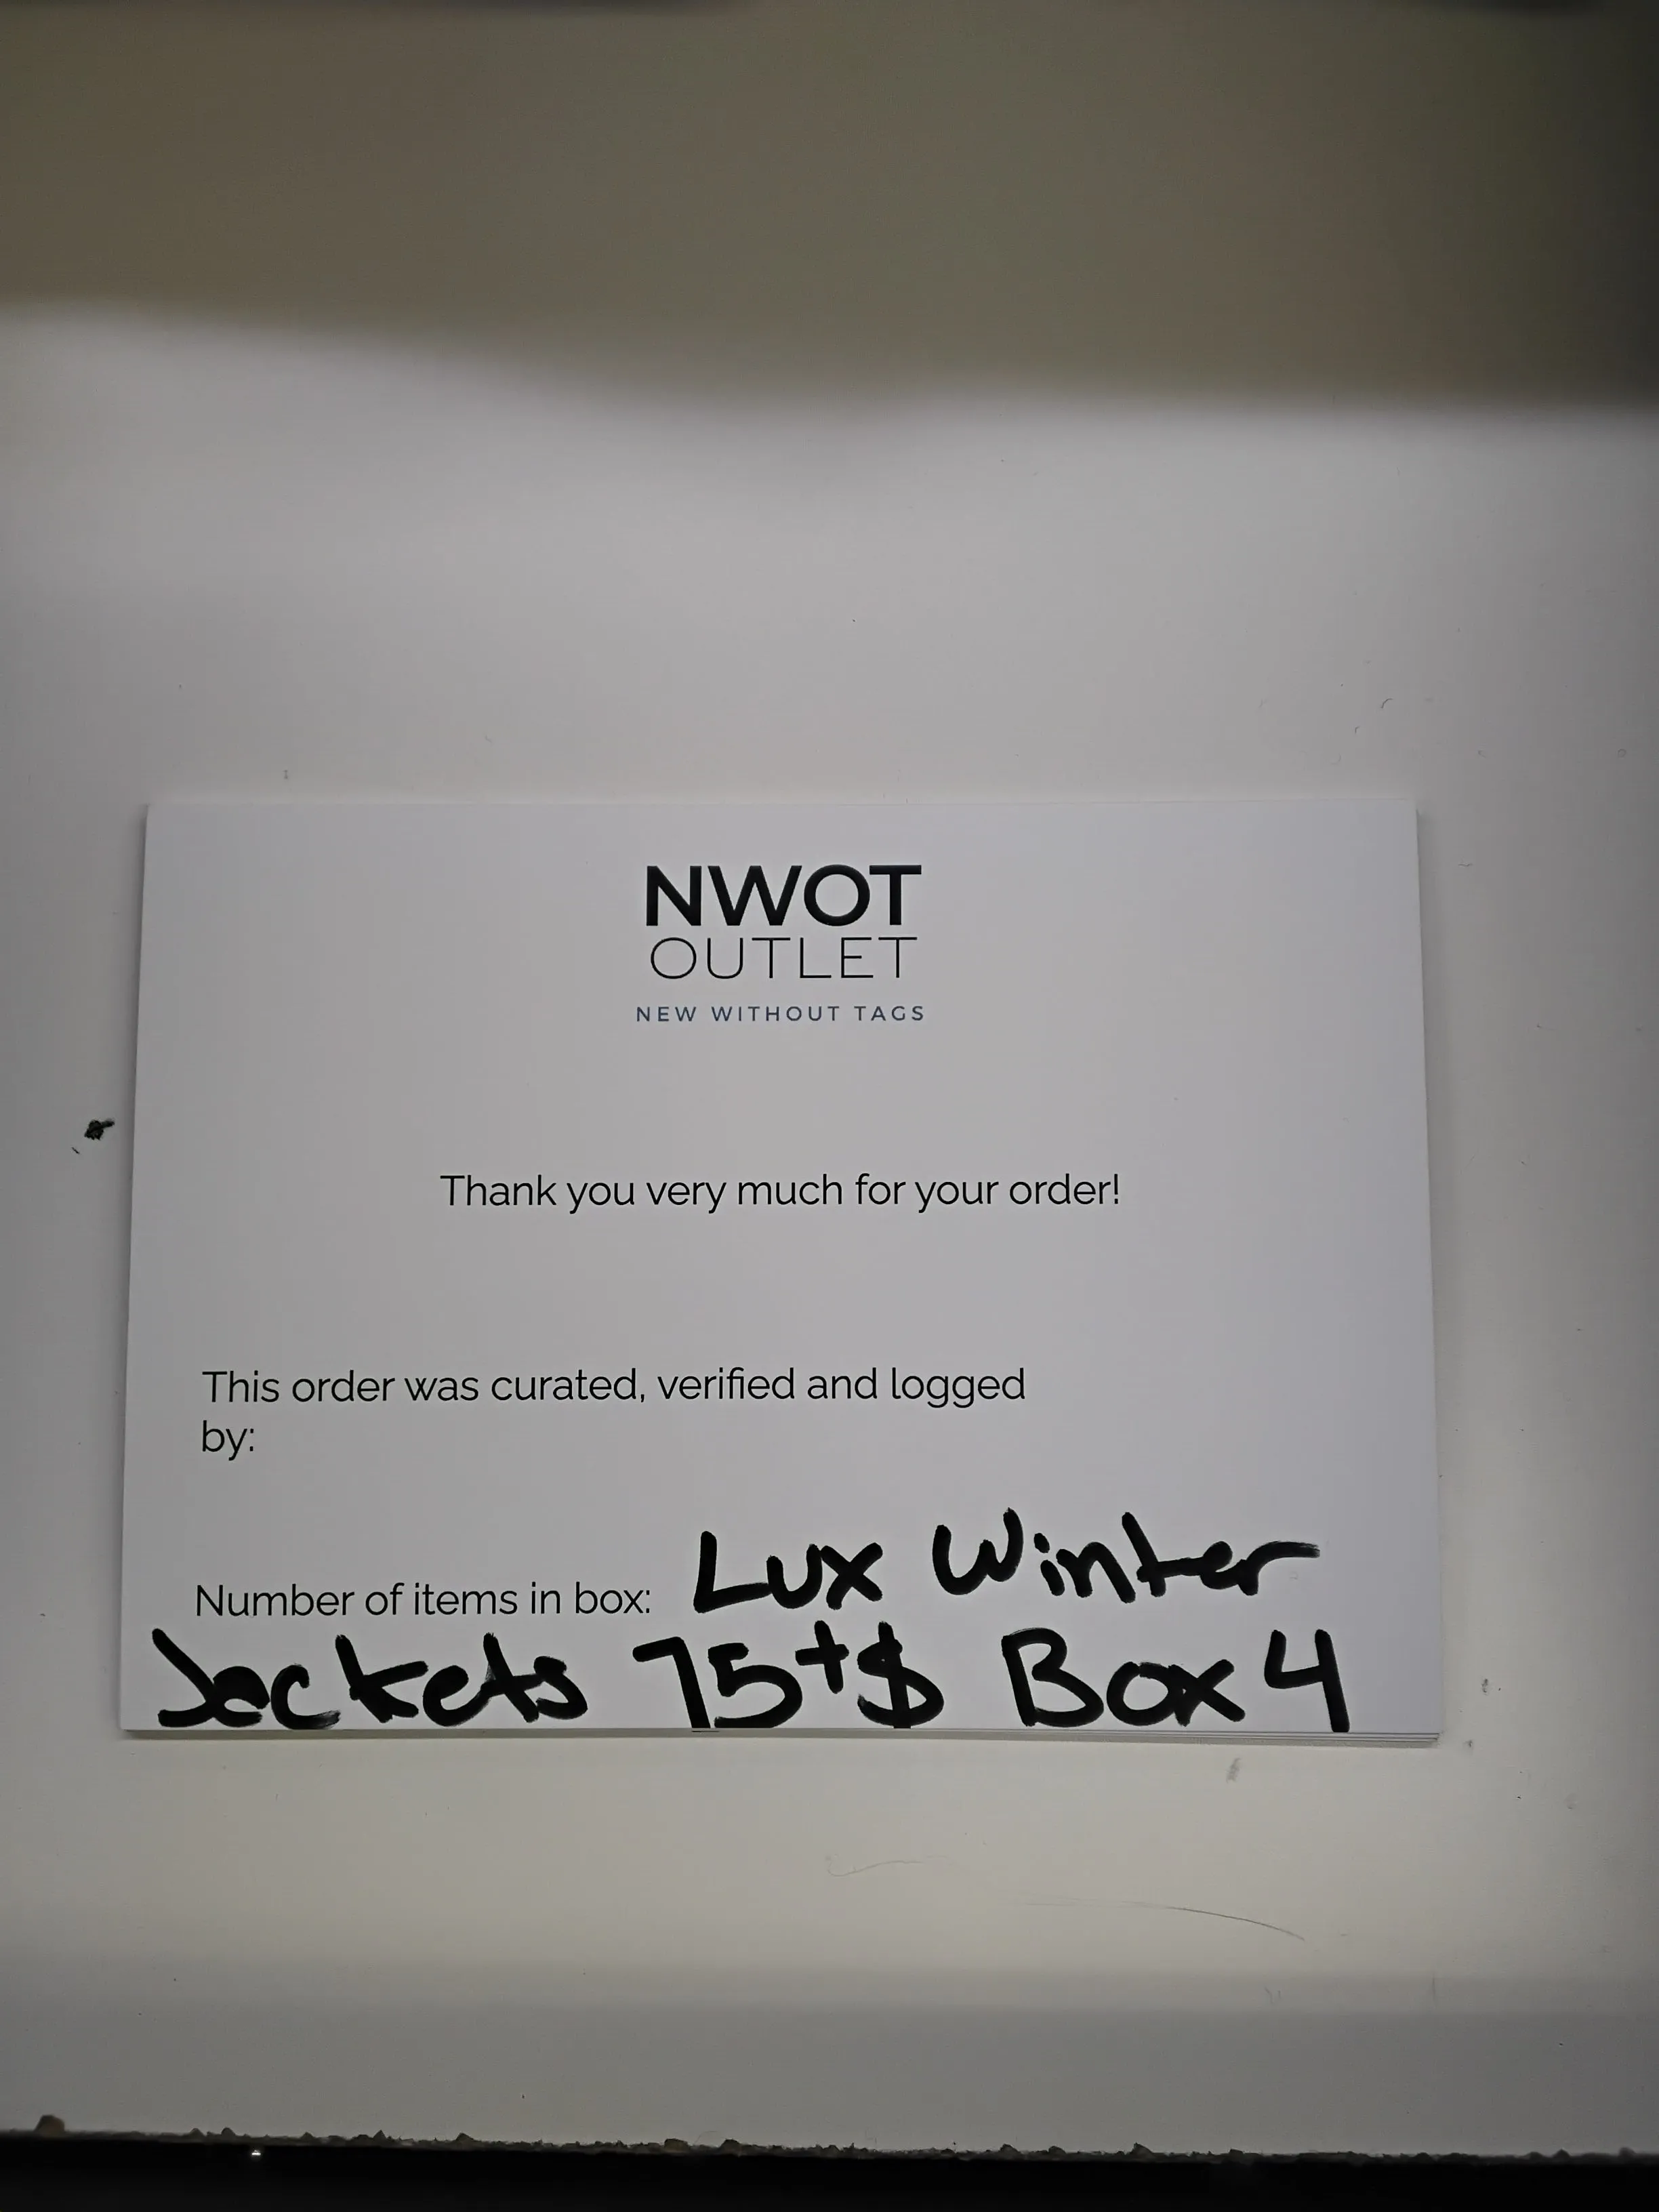 NWOT
OUTLET
NEW WITHOUT TAGS
Thank you very much for your order!
This order was curated, verified and logged
by:
Number of items in box: Lux Winter
Jackets 75+$ Box 4